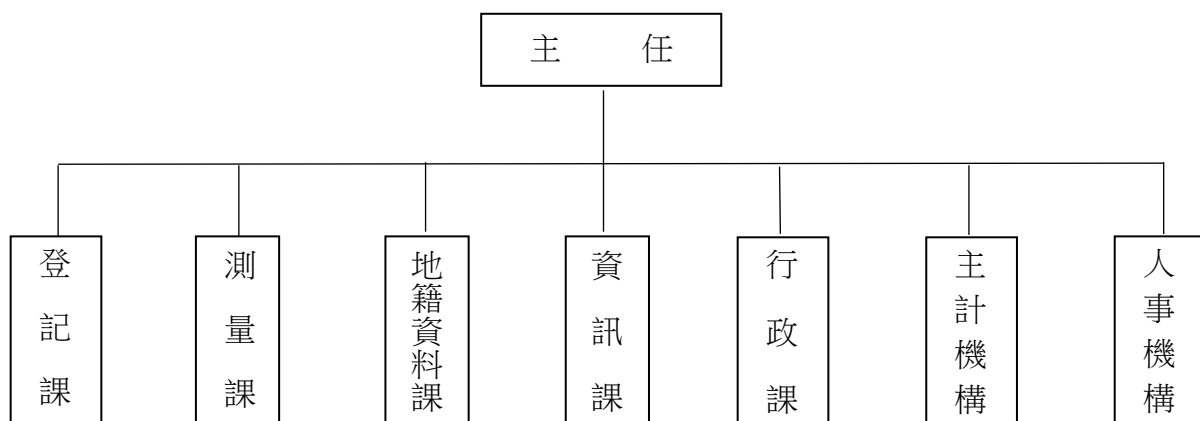 主 任
登記課
測量課
地籍資料課
資訊課
行政課
主計機構
人事機構